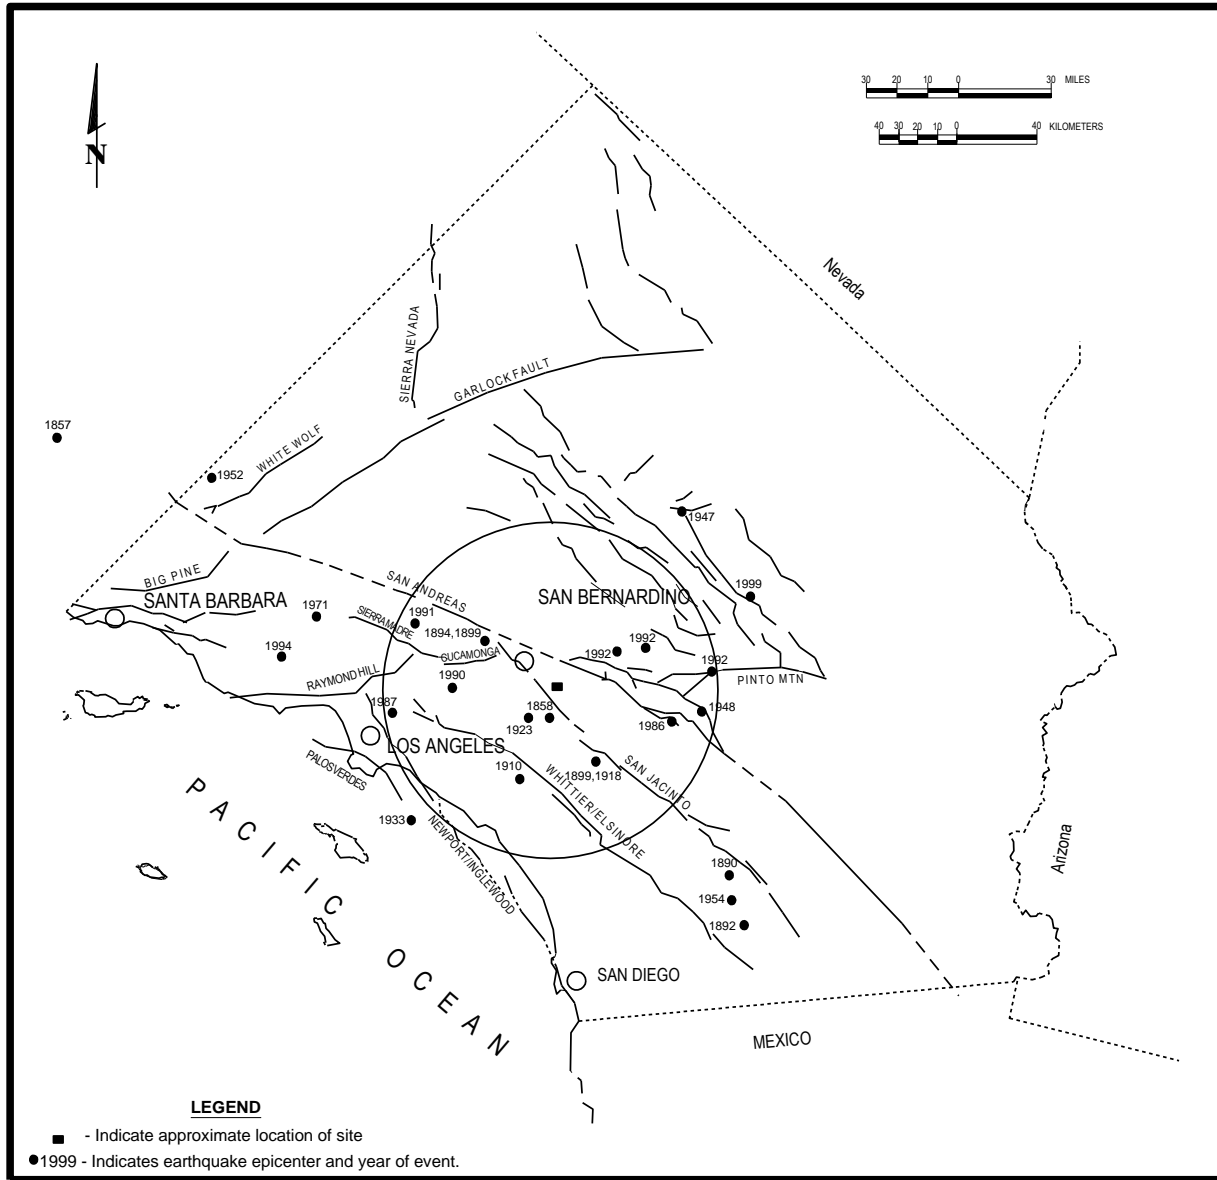 30 20 10 0 30 MILES
40 30 20 10 0 40 KILOMETERS
N
Nevada
SIERRA NEVADA
GARLOCK FAULT
1857
WHITE WOLF
1952
1947
BIG PINE
SAN ANDREAS
SANTA BARBARA
SAN BERNARDINO
1999
1971
SIERRA MADRE
1991
1894,1899
1994
CUCAMONGA
1992
1992
1992
PINTO MTN
RAYMOND HILL
1990
1987
1858
1923
1948
1986
LOS ANGELES
PALOS VERDES
1910
1899,1918
SAN JACINTO
WHITTIER/ELSINORE
1933
NEWPORT/INGLEWOOD
Arizona
1890
1954
1892
PACIFIC OCEAN
SAN DIEGO
MEXICO
LEGEND
- Indicate approximate location of site
1999 - Indicates earthquake epicenter and year of event.